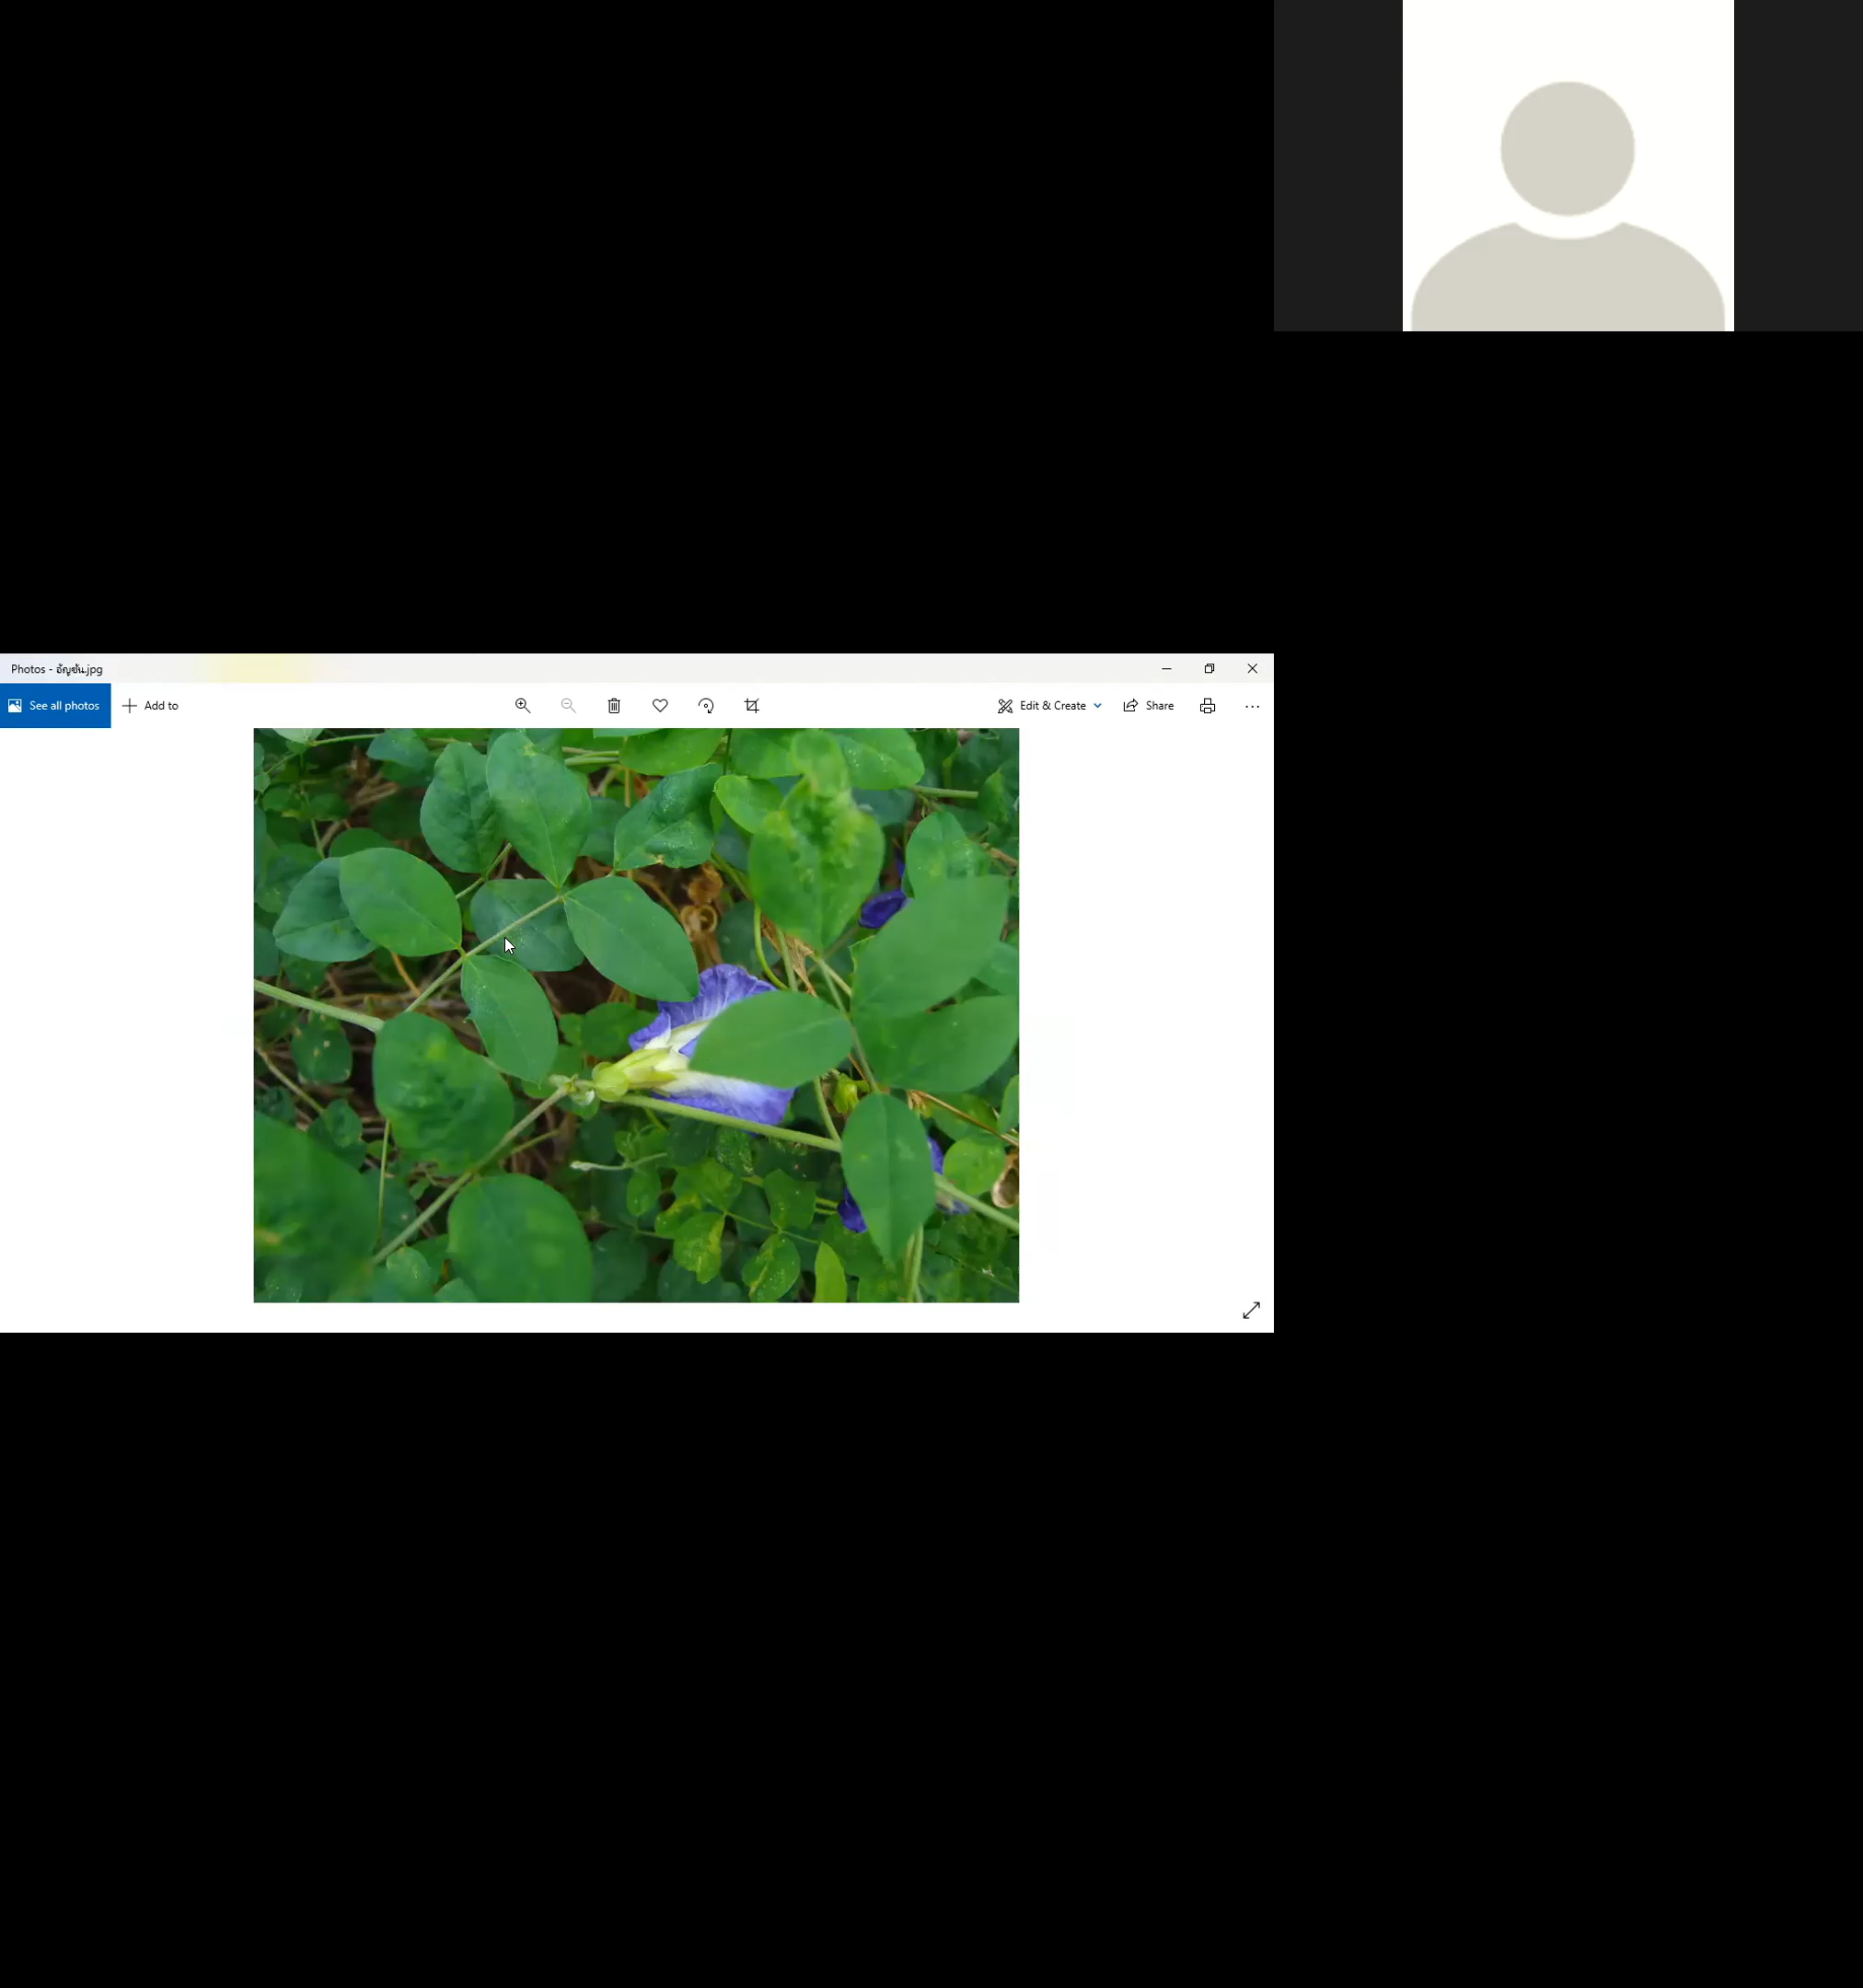 Photos - อัญชัน.jpg
See all photos
Add to
Edit & Create
Share